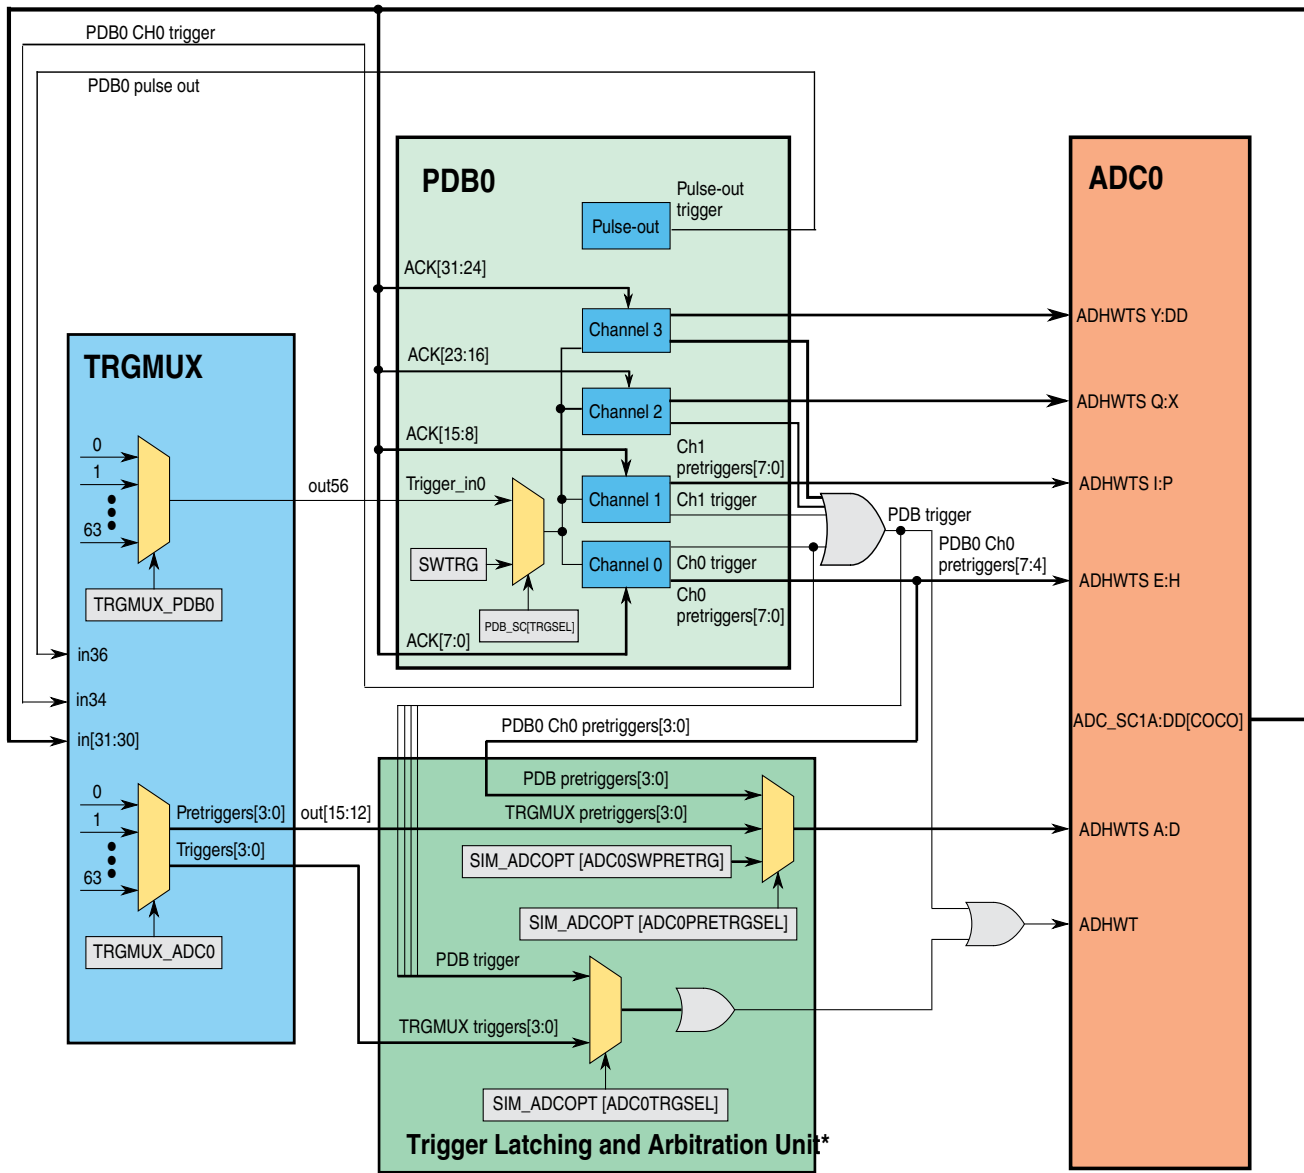 PDB0 CH0 trigger
PDB0 pulse out
PDB0
Pulse-out
trigger
Pulse-out
ACK[31:24]
Channel 3
ACK[23:16]
Channel 2
ACK[15:8]
Ch1
pretriggers[7:0]
Trigger_in0
Channel 1
Ch1 trigger
SWTRG
Channel 0
Ch0 trigger
Ch0
pretriggers[7:0]
PDB_SC[TRGSEL]
ACK[7:0]
PDB trigger
PDB0 Ch0
pretriggers[7:4]
ADC0
ADHWTS Y:DD
ADHWTS Q:X
ADHWTS I:P
ADHWTS E:H
ADC_SC1A:DD[COCO]
ADHWTS A:D
ADHWT
TRGMUX
0
1
63
out56
TRGMUX_PDB0
in36
in34
in[31:30]
0
1
63
Pretriggers[3:0]
out[15:12]
Triggers[3:0]
TRGMUX_ADC0
PDB0 Ch0 pretriggers[3:0]
PDB pretriggers[3:0]
TRGMUX pretriggers[3:0]
SIM_ADCOPT [ADC0SWPRETRG]
SIM_ADCOPT [ADC0PRETRGSEL]
PDB trigger
TRGMUX triggers[3:0]
SIM_ADCOPT [ADC0TRGSEL]
Trigger Latching and Arbitration Unit*